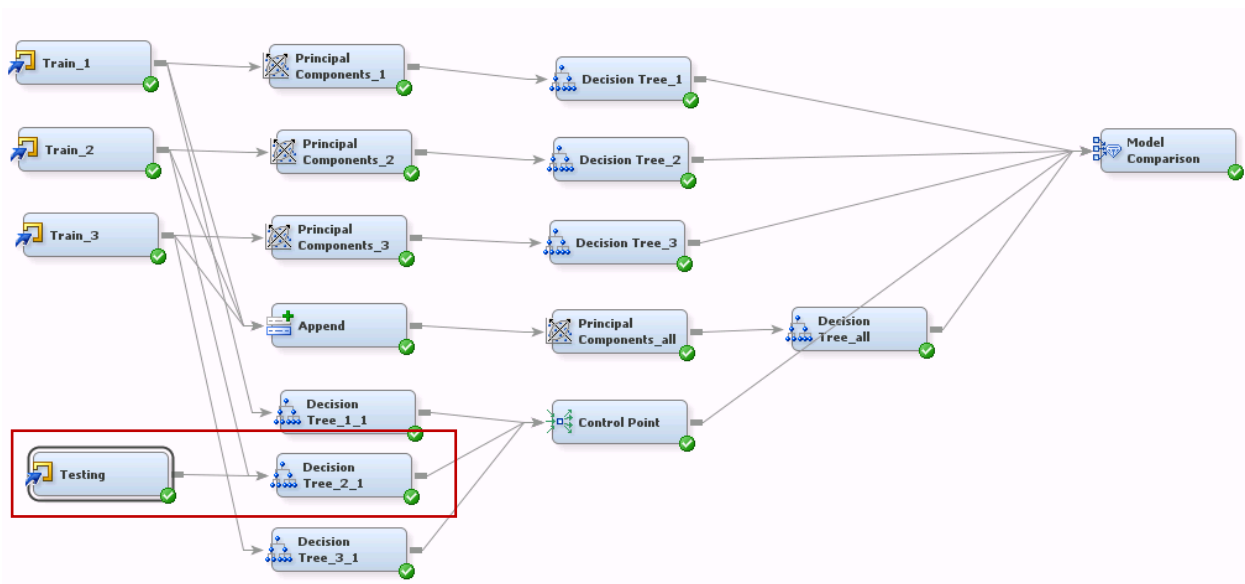 Train_1
Principal
Components_1
Decision Tree_1
Train_2
Principal
Components_2
Decision Tree_2
Model
Comparison
Train_3
Principal
Components_3
Decision Tree_3
Append
Principal
Components_all
Decision
Tree_all
Decision
Tree_1_1
Control Point
Testing
Decision
Tree_2_1
Decision
Tree_3_1